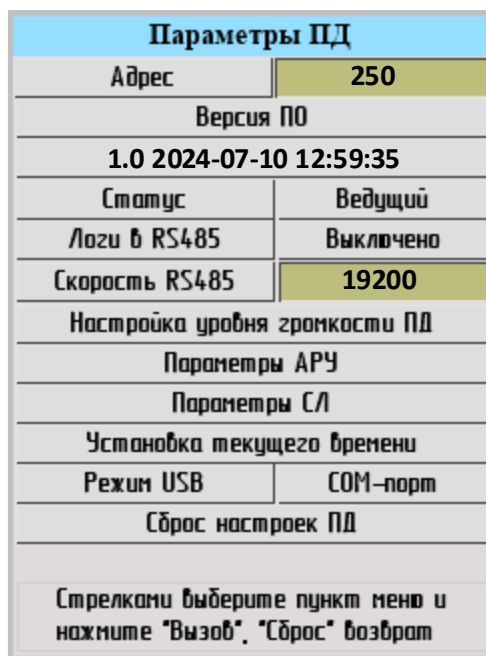 Параметры ПД
Адрес 250
Версия ПО
1.0 2024-07-10 12:59:35
Статус Ведущий
Логи в RS485 Выключено
Скорость RS485 19200
Настройка уровня громкости ПД
Параметры АРУ
Параметры СЛ
Установка текущего времени
Режим USB COM-порт
Сброс настроек ПД
Стрелками выберите пункт меню и
нажмите "Вызов", "Сброс" возврат